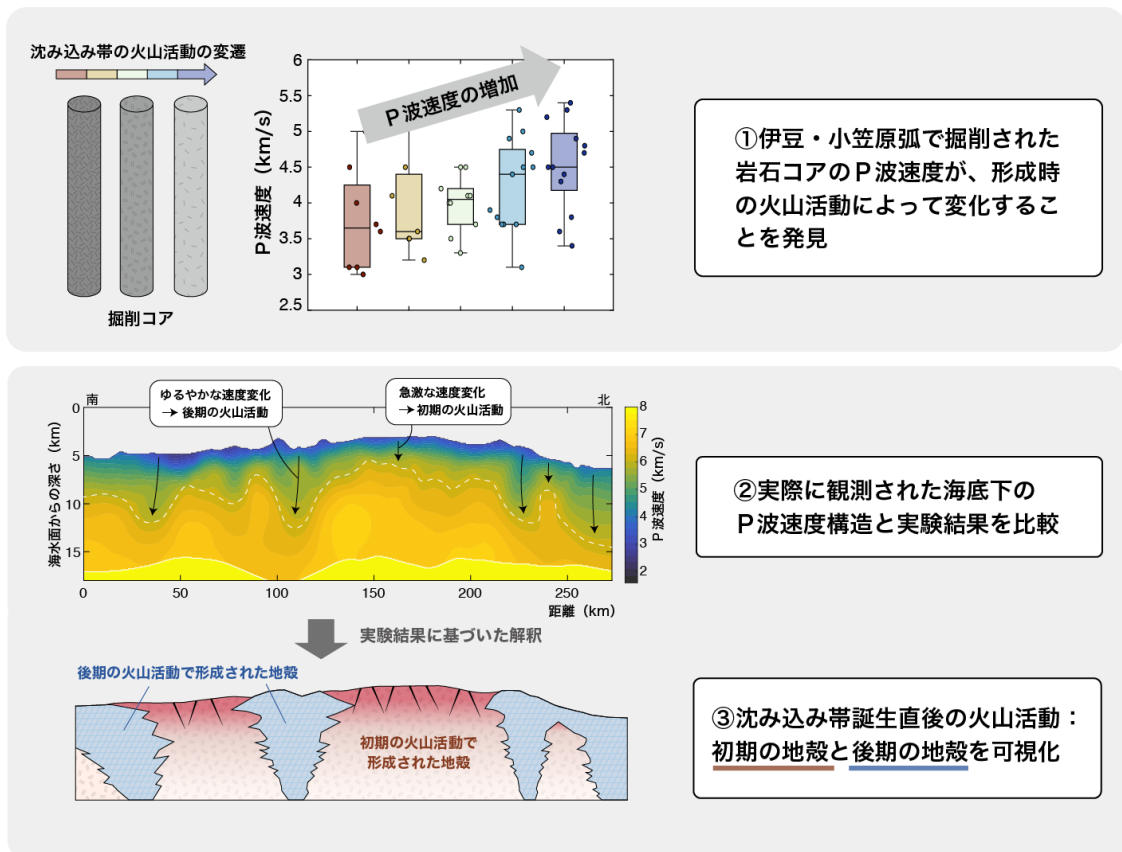 沈み込み帯の火山活動の変遷
掘削コア
P波速度（km/s）
6
5.5
5
4.5
4
3.5
3
2.5
P波速度の増加
①伊豆・小笠原弧で掘削された
岩石コアのP波速度が、形成時
の火山活動によって変化するこ
とを発見
南
北
ゆるやかな速度変化
→ 後期の火山活動
急激な速度変化
→ 初期の火山活動
海水面からの深さ（km）
0
5
10
15
0
50
100
150
200
250
距離（km）
8
7
6
5
4
3
2
P波速度（km/s）
②実際に観測された海底下の
P波速度構造と実験結果を比較
実験結果に基づいた解釈
後期の火山活動で形成された地殻
初期の火山活動で
形成された地殻
③沈み込み帯誕生直後の火山活動：
初期の地殻と後期の地殻を可視化